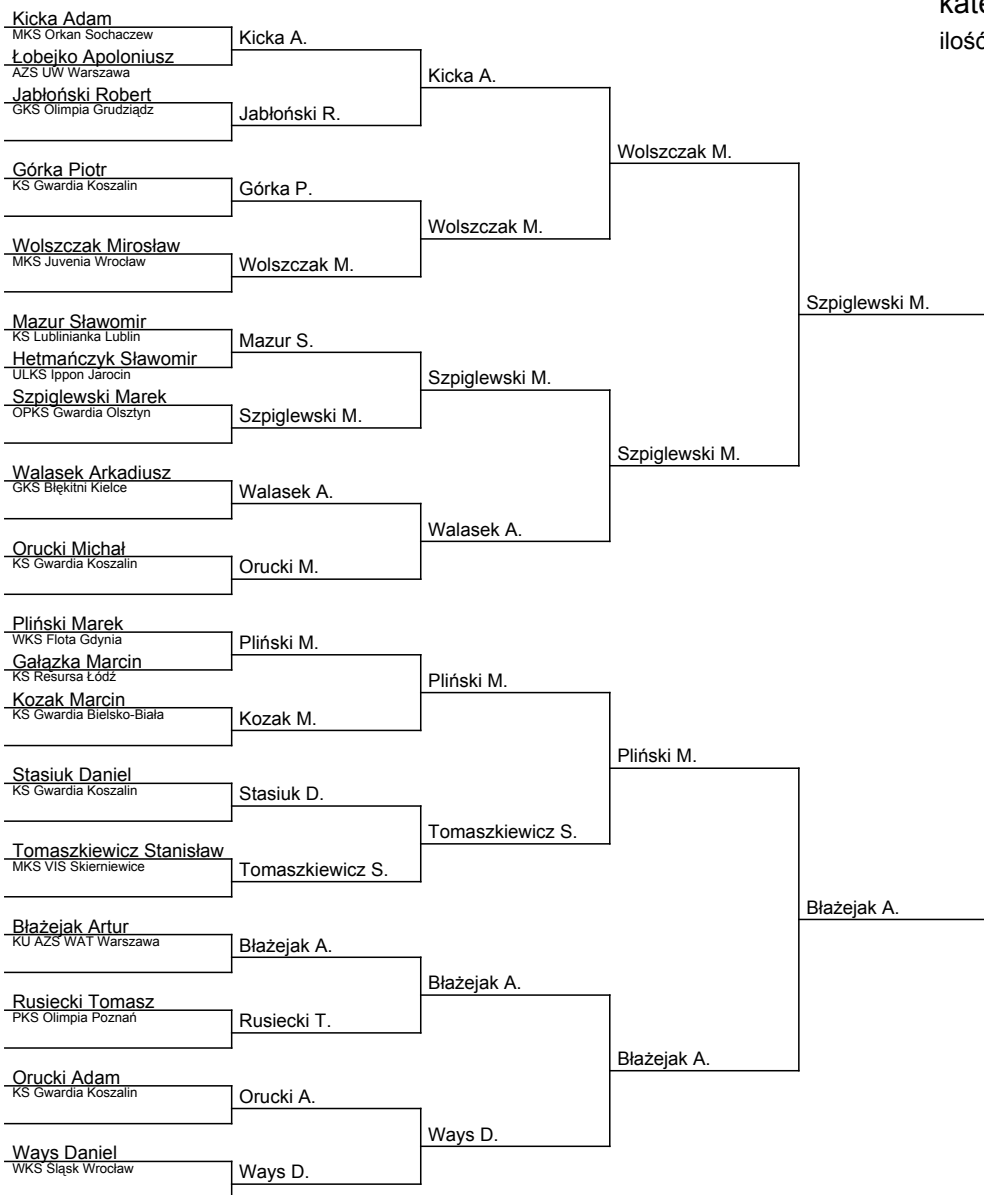 kate
ilość
Kicka Adam
MKS Orkan Sochaczew
Łobejko Apoloniusz
AZS UW Warszawa
Jabłoński Robert
GKS Olimpia Grudziądz
Górka Piotr
KS Gwardia Koszalin
Wolszczak Mirosław
MKS Juvenia Wrocław
Mazur Sławomir
KS Lublinianka Lublin
Hetmańczyk Sławomir
ULKS Ippon Jarocin
Szpiglewski Marek
OPKS Gwardia Olsztyn
Walasek Arkadiusz
GKS Błękitni Kielce
Orucki Michał
KS Gwardia Koszalin
Pliński Marek
WKS Flota Gdynia
Gałązka Marcin
KS Resursa Łódź
Kozak Marcin
KS Gwardia Bielsko-Biała
Stasiuk Daniel
KS Gwardia Koszalin
Tomaszkiewicz Stanisław
MKS VIS Skierniewice
Błażejak Artur
KU AZS WAT Warszawa
Rusiecki Tomasz
PKS Olimpia Poznań
Orucki Adam
KS Gwardia Koszalin
Ways Daniel
WKS Śląsk Wrocław
Kicka A.
Jabłoński R.
Górka P.
Wolszczak M.
Mazur S.
Szpiglewski M.
Walasek A.
Orucki M.
Pliński M.
Kozak M.
Stasiuk D.
Tomaszkiewicz S.
Błażejak A.
Rusiecki T.
Orucki A.
Ways D.
Kicka A.
Wolszczak M.
Szpiglewski M.
Walasek A.
Pliński M.
Tomaszkiewicz S.
Błażejak A.
Ways D.
Wolszczak M.
Szpiglewski M.
Pliński M.
Błażejak A.
Szpiglewski M.
Błażejak A.